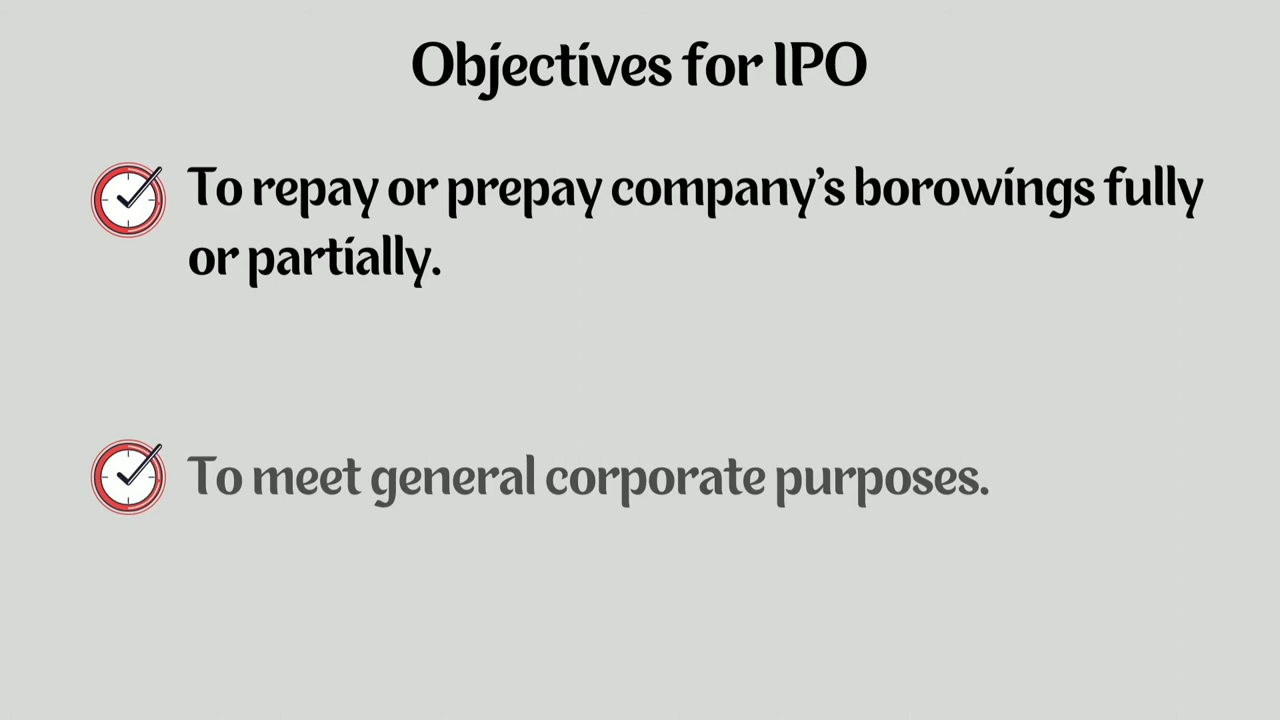 Objectives for IPO
To repay or prepay company's borowings fully
or partially.
To meet general corporate purposes.